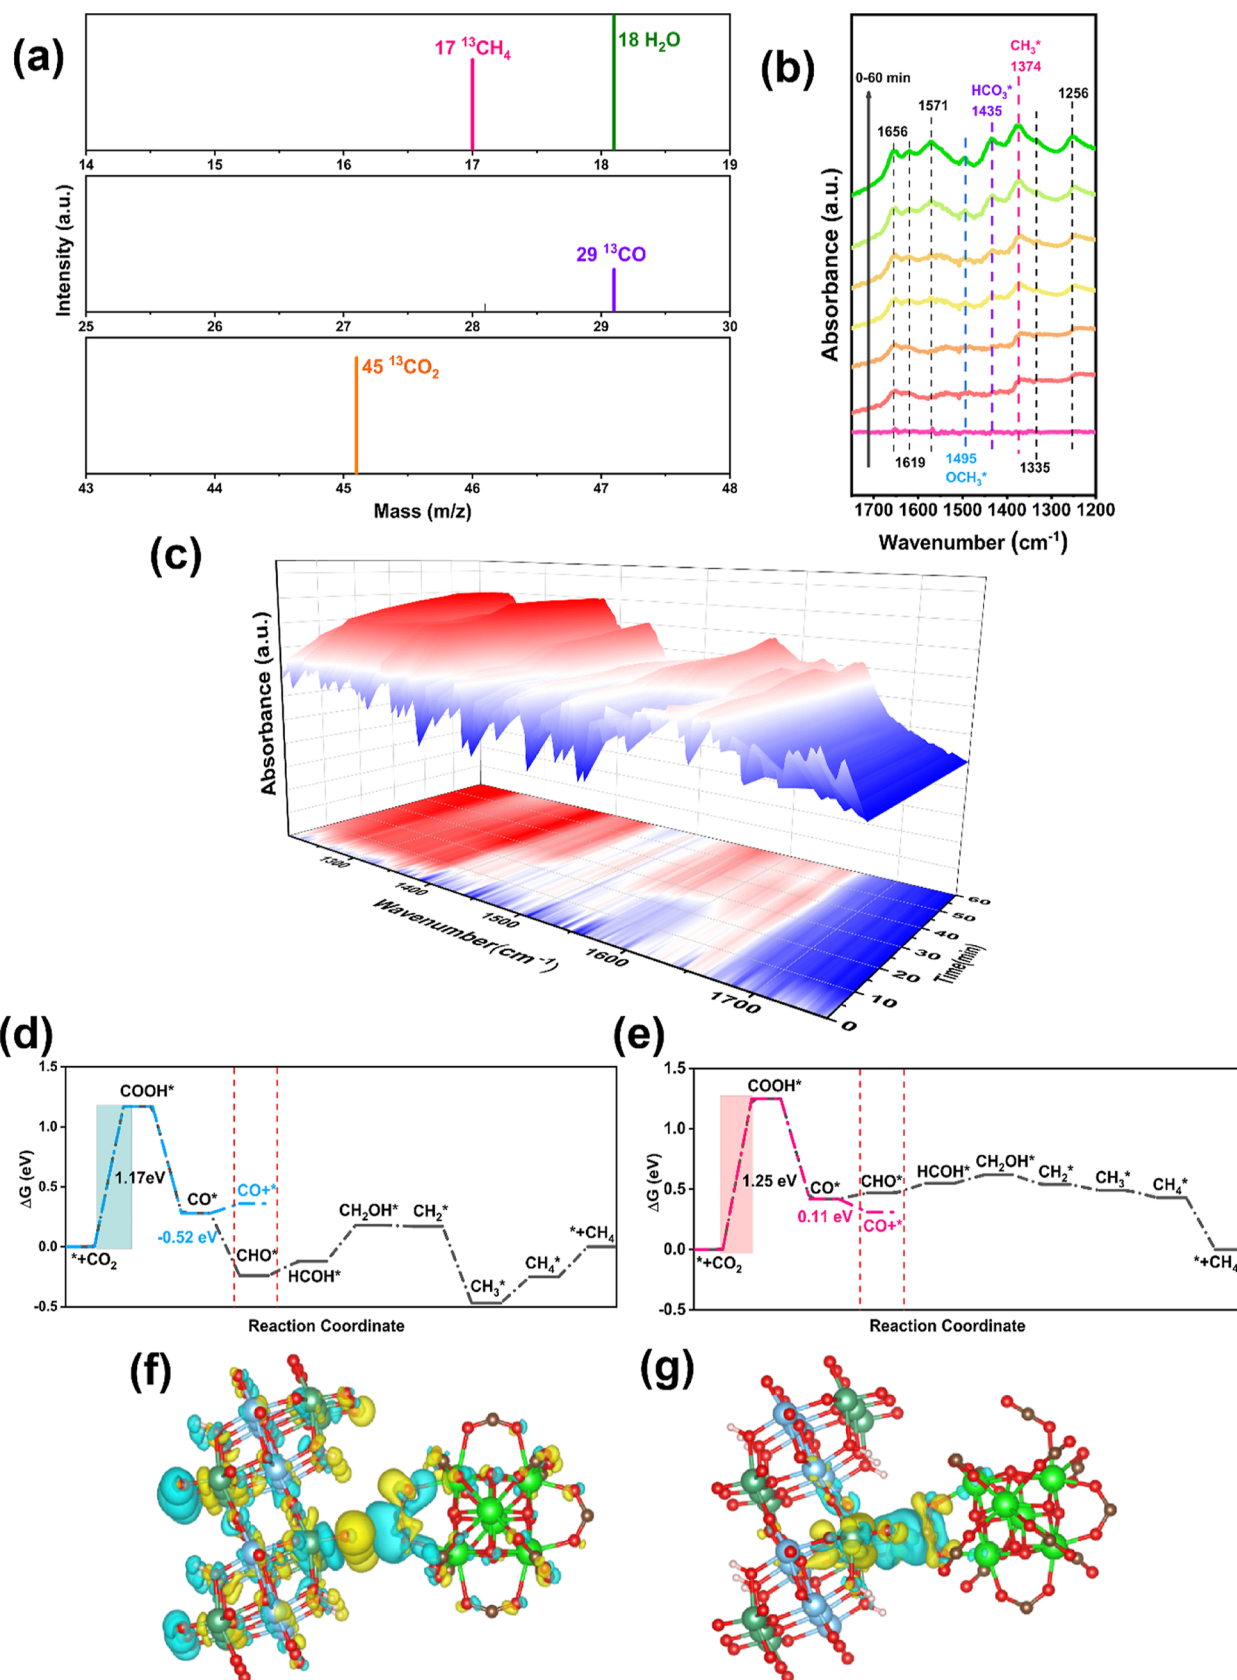 (a)
17 ¹³CH₄
18 H₂O
14 15 16 17 18 19
29 ¹³CO
25 26 27 28 29 30
45 ¹³CO₂
43 44 45 46 47 48
Intensity (a.u.)
Mass (m/z)
(b)
0-60 min
CH₃*
1374
HCO₃*
1435
1256
1571
1656
1619
1495
OCH₃*
1335
Absorbance (a.u.)
1700 1600 1500 1400 1300 1200
Wavenumber (cm⁻¹)
(c)
Absorbance (a.u.)
1300 1400 1500 1600 1700
Wavenumber(cm⁻¹)
0 10 20 30 40 50 60
Time(min)
(d)
1.5
1.0
0.5
0.0
-0.5
ΔG (eV)
COOH*
1.17eV
CO*
CO+*
-0.52 eV
*+CO₂
CHO*
HCOH*
CH₂OH*
CH₂*
CH₃*
CH₄*
*+CH₄
Reaction Coordinate
(e)
1.5
1.0
0.5
0.0
-0.5
ΔG (eV)
COOH*
1.25 eV
CO*
CHO*
0.11 eV
CO+*
*+CO₂
HCOH*
CH₂OH*
CH₂*
CH₃*
CH₄*
*+CH₄
Reaction Coordinate
(f)
(g)